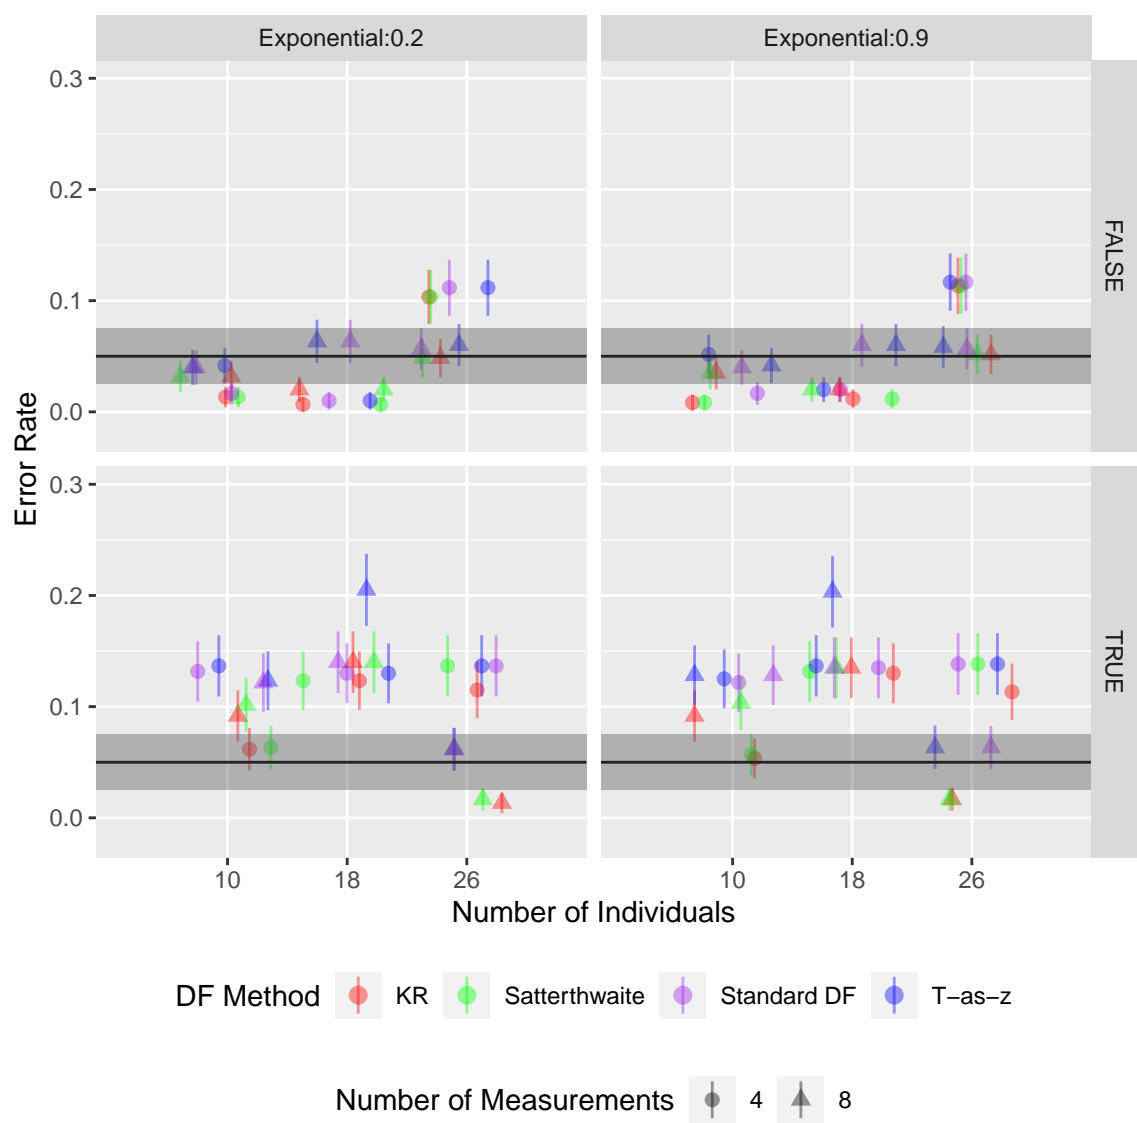 Exponential:0.2
Exponential:0.9
0.3
0.2
0.1
0.0
FALSE
Error Rate
0.3
0.2
0.1
0.0
TRUE
10 18 26
10 18 26
Number of Individuals
DF Method KR Satterthwaite Standard DF T−as−z
Number of Measurements 4 8